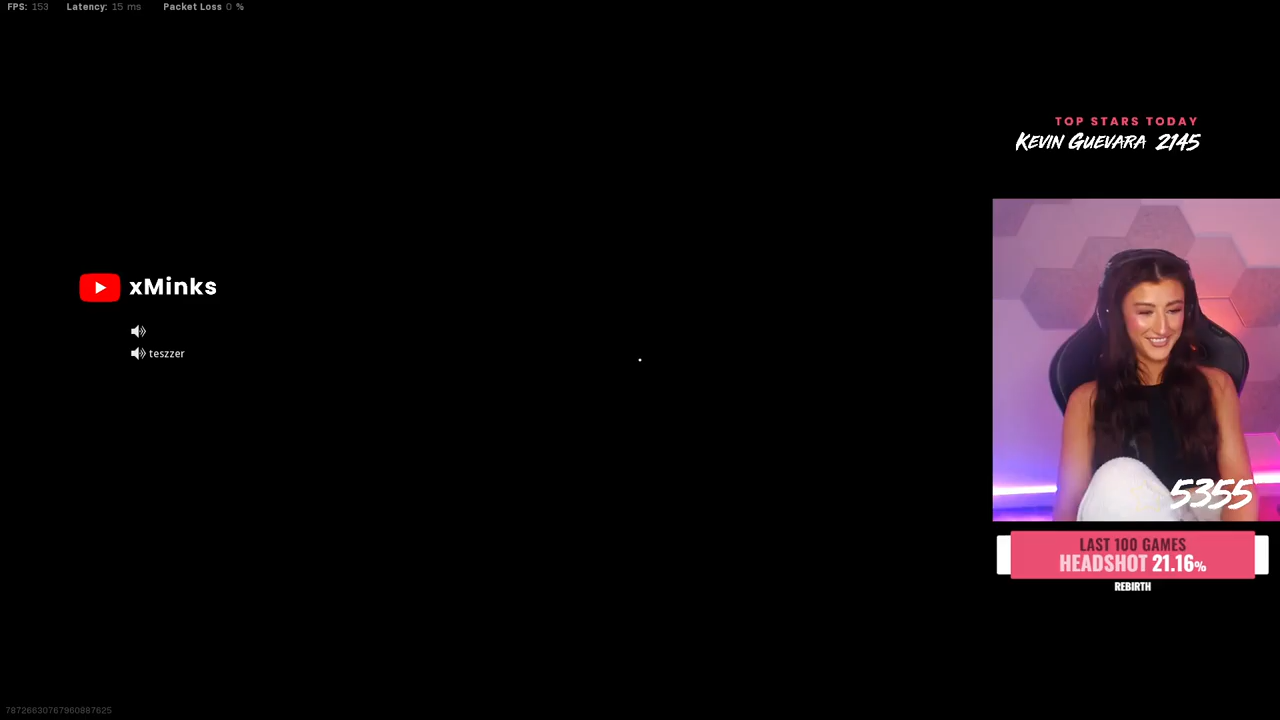 FPS: 153 Latency: 15 ms Packet Loss 0 %
TOP STARS TODAY
KEVIN GUEVARA 2145
xMinks
teszzer
5355
LAST 100 GAMES
HEADSHOT 21.16%
REBIRTH
78726630767960887625